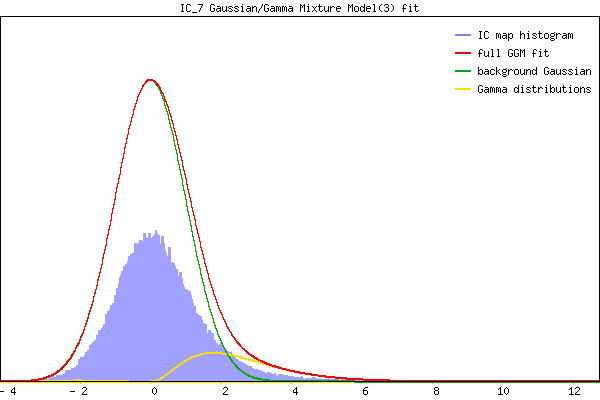 IC_7 Gaussian/Gamma Mixture Model(3) fit
IC map histogram
full GGM fit
background Gaussian
Gamma distributions
- 4 - 2 0 2 4 6 8 10 12